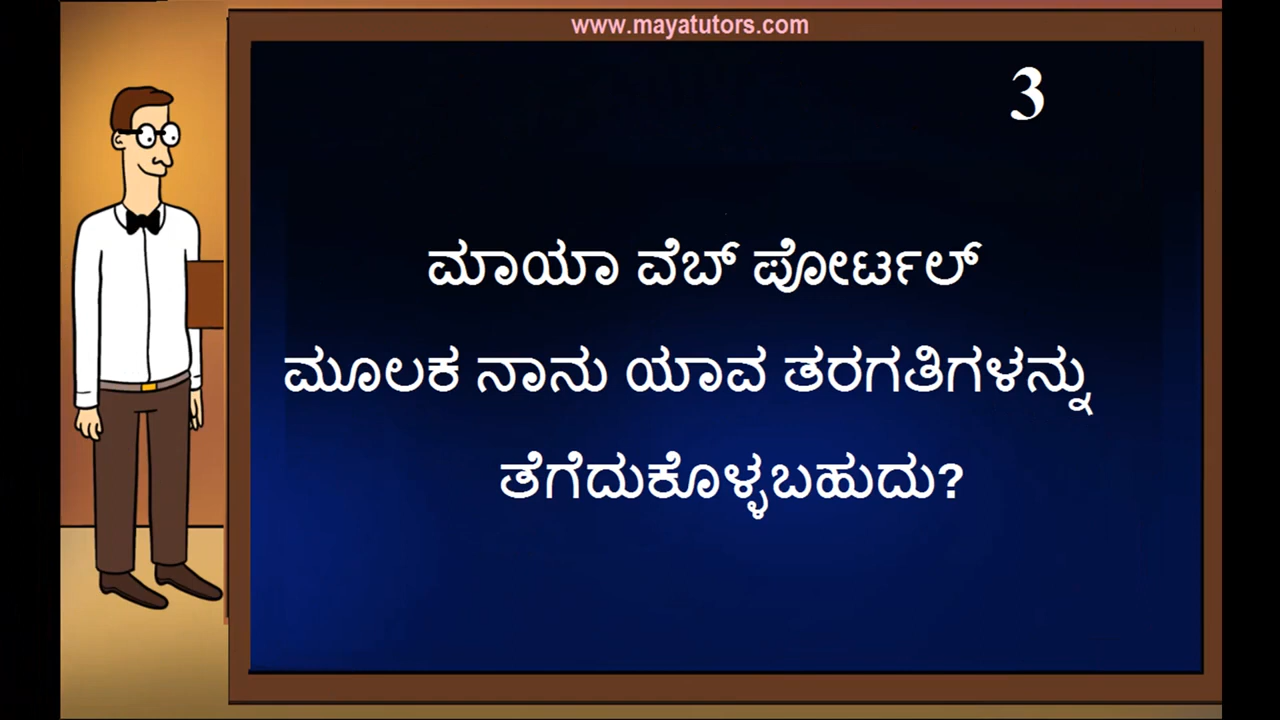 www.mayatutors.com
3
ಮಾಯಾ ವೆಬ್ ಪೋರ್ಟಲ್
ಮೂಲಕ ನಾನು ಯಾವ ತರಗತಿಗಳನ್ನು
ತೆಗೆದುಕೊಳ್ಳಬಹುದು?